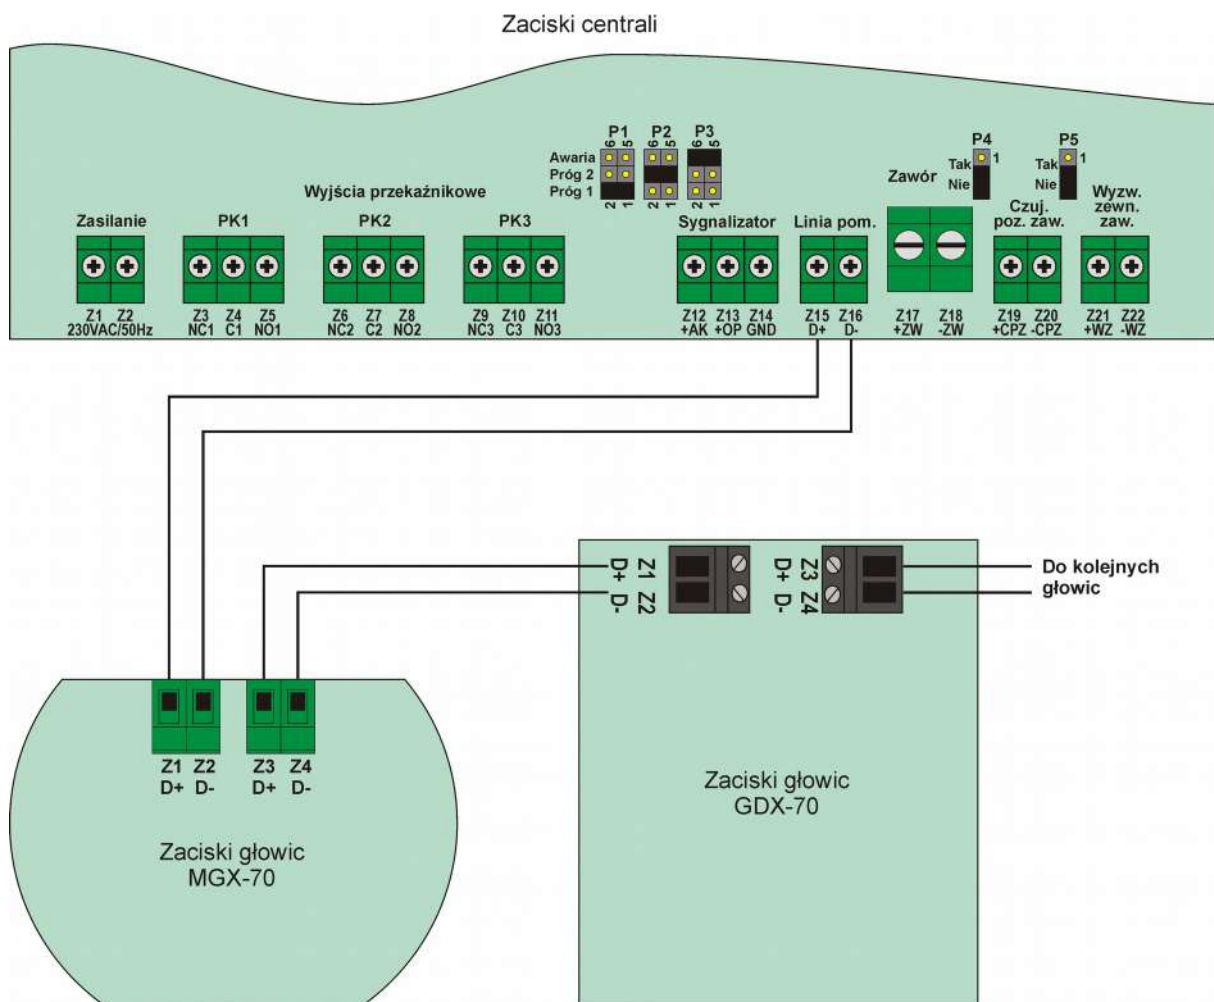 Zaciski centrali
P1 P2 P3 P4 P5
6 5 6 5 6 5
Awaria
Próg 2
Próg 1
2 1 2 1 2 1
Tak 1
Nie
Tak 1
Nie
Wyjścia przekaźnikowe
Zawór
Zasilanie PK1 PK2 PK3 Sygnalizator Linia pom.
Czuj.
poz. zaw.
Wyzw.
zewn.
zaw.
Z1 Z2 Z3 Z4 Z5 Z6 Z7 Z8 Z9 Z10 Z11 Z12 Z13 Z14 Z15 Z16 Z17 Z18 Z19 Z20 Z21 Z22
230VAC/50Hz NC1 C1 NO1 NC2 C2 NO2 NC3 C3 NO3 +AK +OP GND D+ D- +ZW -ZW +CPZ -CPZ +WZ -WZ
D+ Z1
D- Z2
D+ Z3
D- Z4
Do kolejnych
głowic
Z1 Z2 Z3 Z4
D+ D- D+ D-
Zaciski głowic
GDX-70
Zaciski głowic
MGX-70